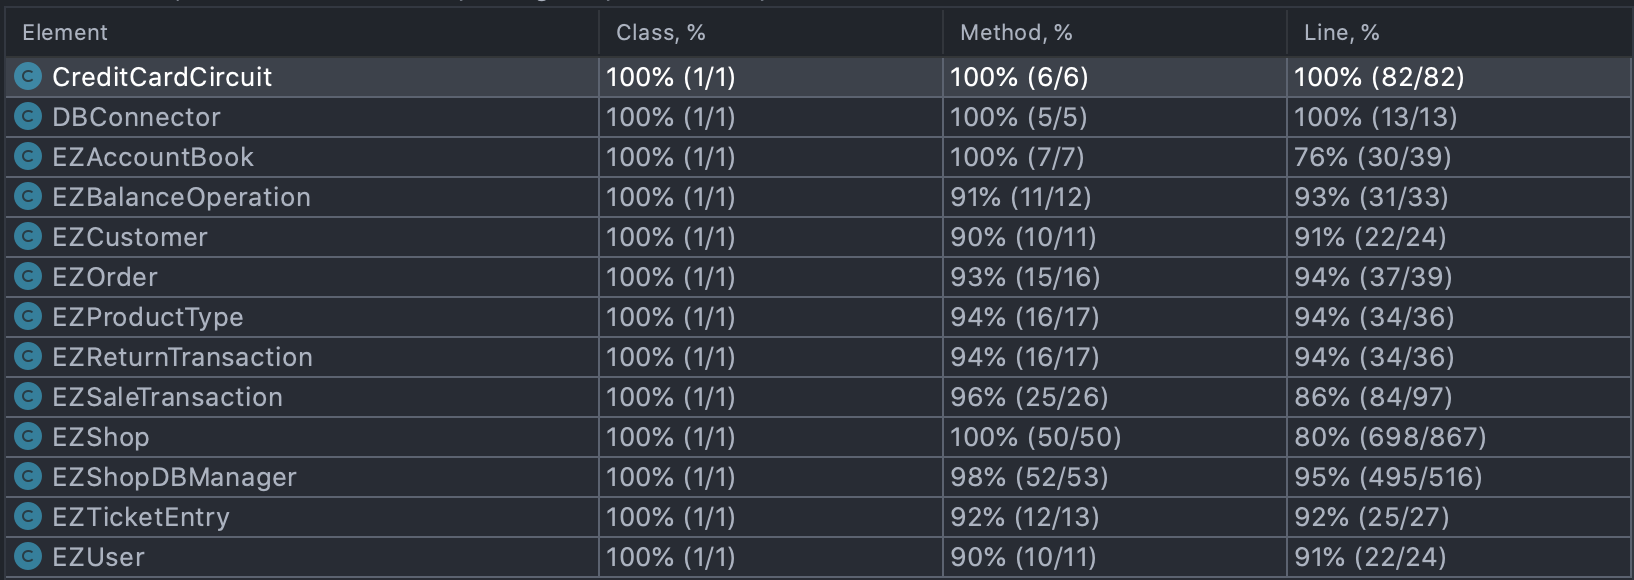 Element Class, % Method, % Line, %
C CreditCardCircuit 100% (1/1) 100% (6/6) 100% (82/82)
C DBConnector 100% (1/1) 100% (5/5) 100% (13/13)
C EZAccountBook 100% (1/1) 100% (7/7) 76% (30/39)
C EZBalanceOperation 100% (1/1) 91% (11/12) 93% (31/33)
C EZCustomer 100% (1/1) 90% (10/11) 91% (22/24)
C EZOrder 100% (1/1) 93% (15/16) 94% (37/39)
C EZProductType 100% (1/1) 94% (16/17) 94% (34/36)
C EZReturnTransaction 100% (1/1) 94% (16/17) 94% (34/36)
C EZSaleTransaction 100% (1/1) 96% (25/26) 86% (84/97)
C EZShop 100% (1/1) 100% (50/50) 80% (698/867)
C EZShopDBManager 100% (1/1) 98% (52/53) 95% (495/516)
C EZTicketEntry 100% (1/1) 92% (12/13) 92% (25/27)
C EZUser 100% (1/1) 90% (10/11) 91% (22/24)